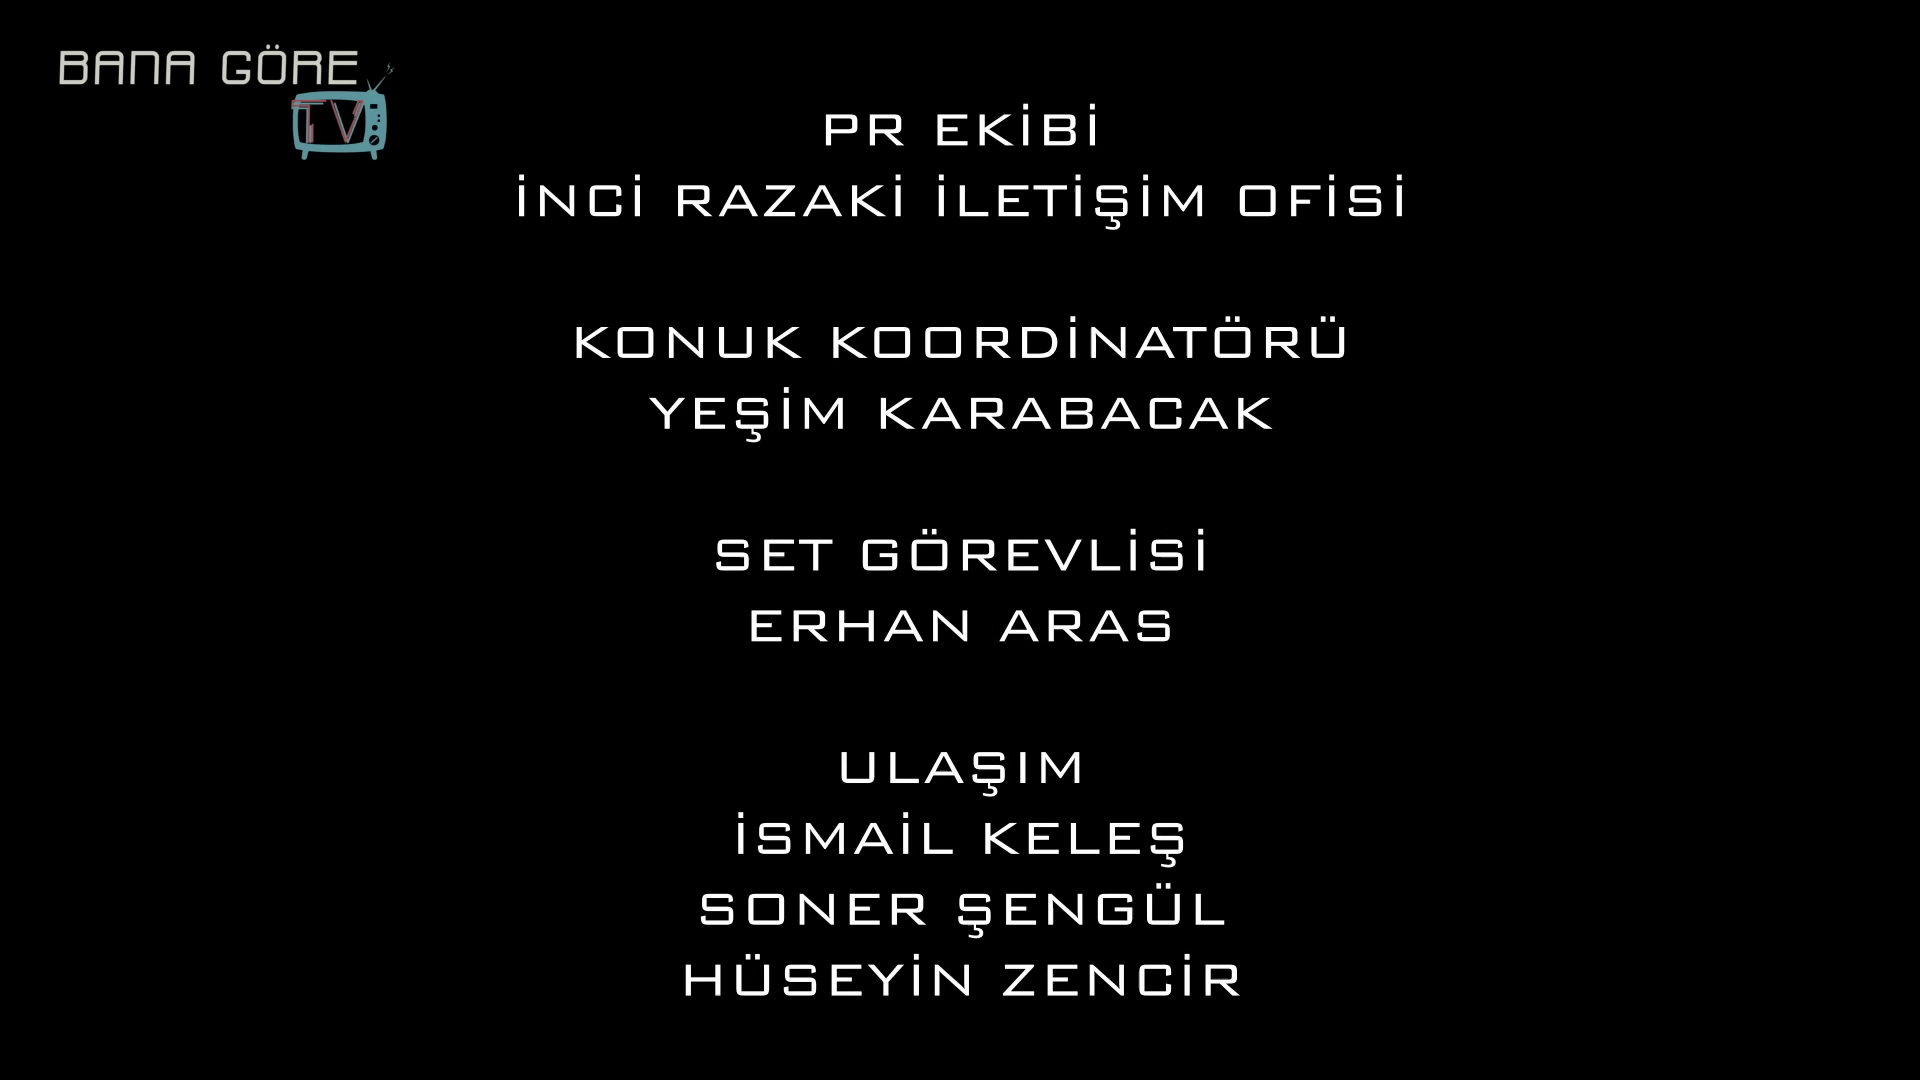 BANA GÖRE
TV
PR EKİBİ
İNCİ RAZAKİ İLETİŞİM OFİSİ
KONUK KOORDİNATÖRÜ
YEŞİM KARABACAK
SET GÖREVLİSİ
ERHAN ARAS
ULAŞIM
İSMAİL KELEŞ
SONER ŞENGÜL
HÜSEYİN ZENCİR